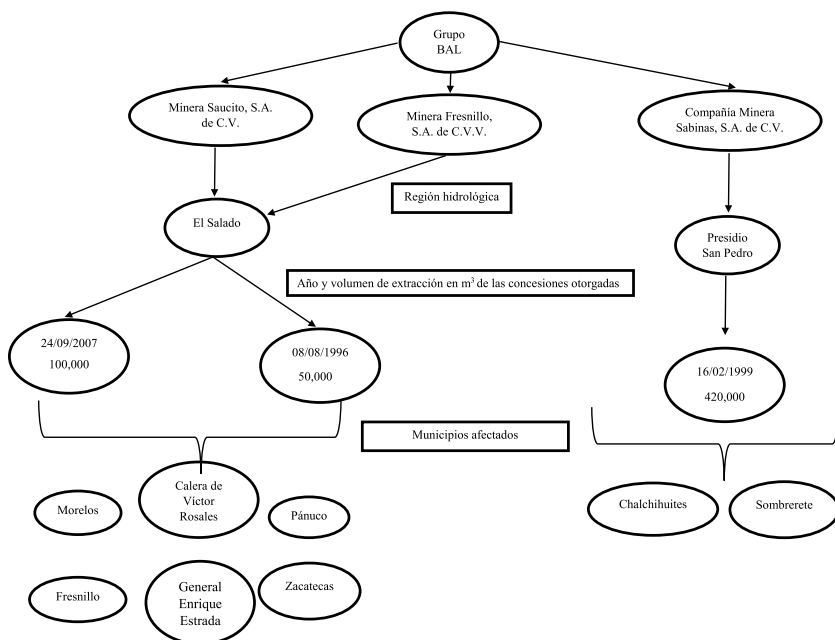 Grupo
BAL
Minera Saucito, S.A.
de C.V.
Minera Fresnillo,
S.A. de C.V.V.
Compañía Minera
Sabinas, S.A. de C.V.
Región hidrológica
El Salado
Presidio
San Pedro
Año y volumen de extracción en m³ de las concesiones otorgadas
24/09/2007
100,000
08/08/1996
50,000
16/02/1999
420,000
Municipios afectados
Morelos
Calera de
Víctor
Rosales
Pánuco
Chalchihuites
Sombrerete
Fresnillo
General
Enrique
Estrada
Zacatecas